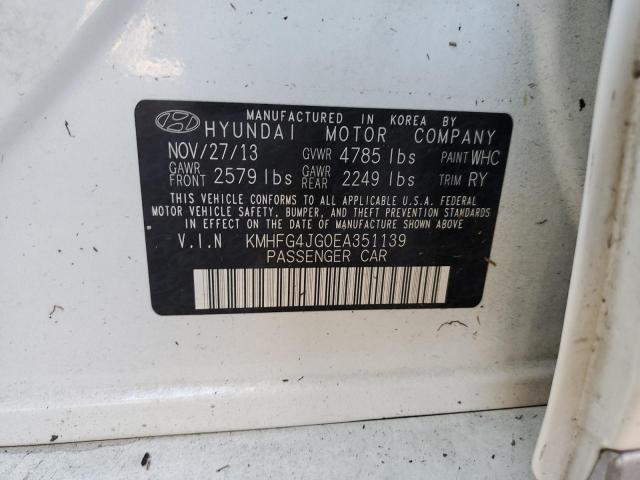 MANUFACTURED IN KOREA BY
HYUNDAI MOTOR COMPANY
NOV/27/13 GVWR 4785 lbs PAINT WHC
GAWR FRONT 2579 lbs GAWR REAR 2249 lbs TRIM RY
THIS VEHICLE CONFORMS TO ALL APPLICABLE U.S.A. FEDERAL
MOTOR VEHICLE SAFETY, BUMPER, AND THEFT PREVENTION STANDARDS
IN EFFECT ON THE DATE OF MANUFACTURE SHOWN ABOVE.
V.I.N KMHFG4JG0EA351139
PASSENGER CAR